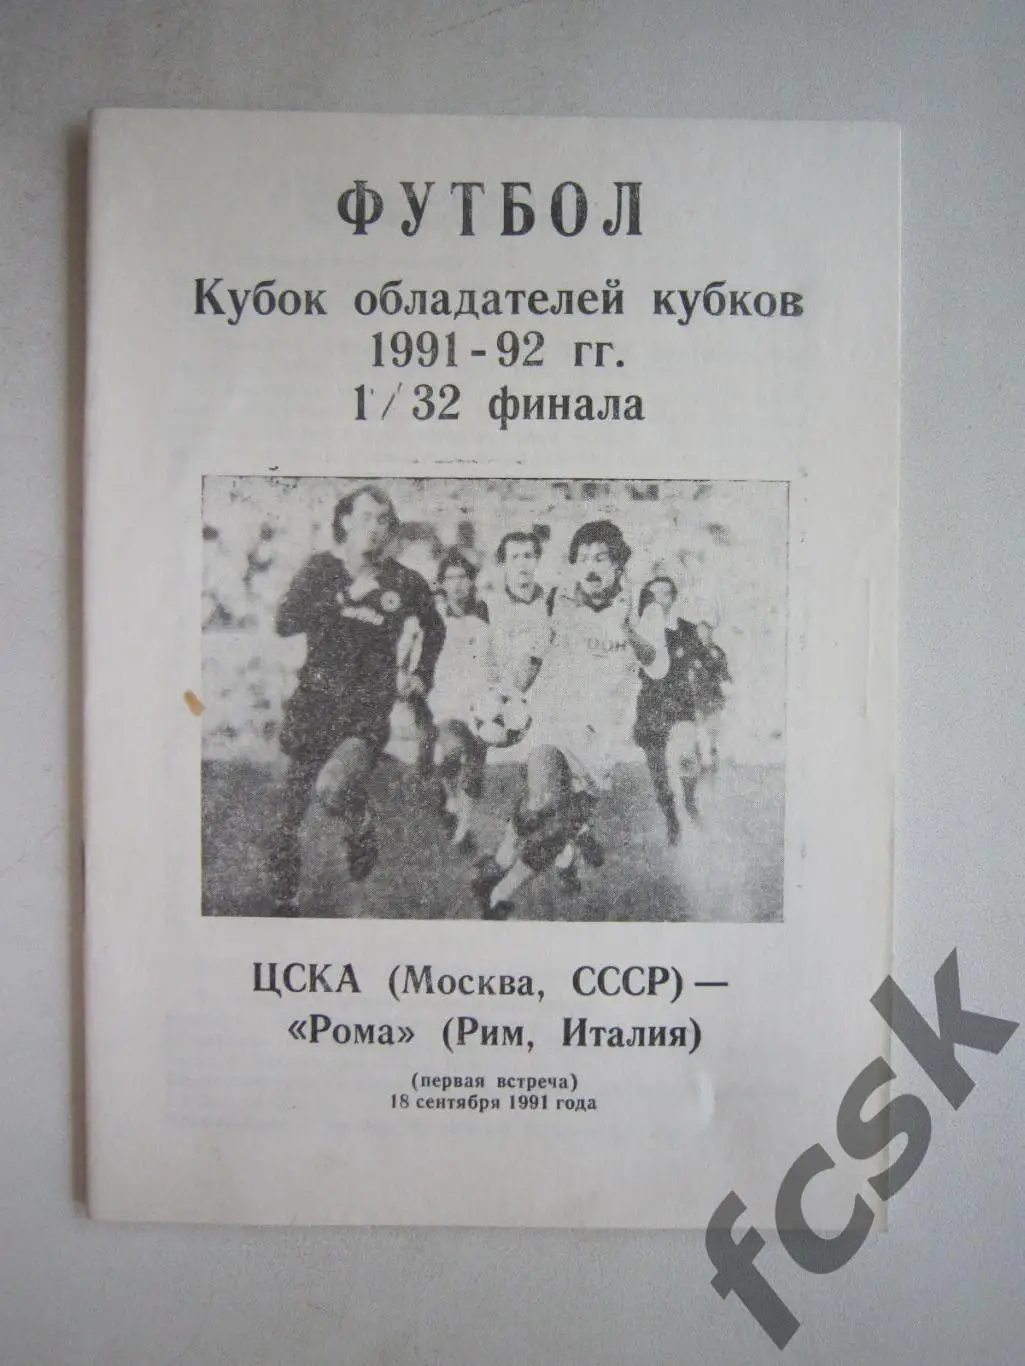 ФУТБОЛ
Кубок обладателей кубков
1991-92 гг.
1/32 финала
ЦСКА (Москва, СССР) —
«Рома» (Рим, Италия)
(первая встреча)
18 сентября 1991 года
fcsk